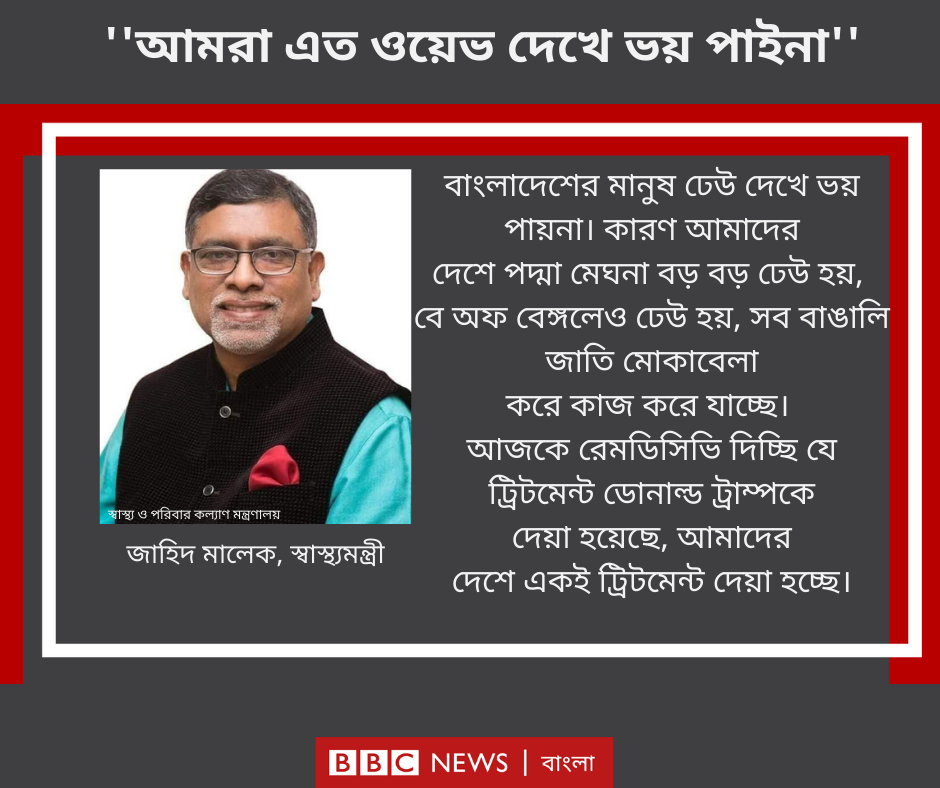 ''আমরা এত ওয়েভ দেখে ভয় পাইনা''
বাংলাদেশের মানুষ ঢেউ দেখে ভয়
পায়না। কারণ আমাদের
দেশে পদ্মা মেঘনা বড় বড় ঢেউ হয়,
বে অফ বেঙ্গলেও ঢেউ হয়, সব বাঙালি
জাতি মোকাবেলা
করে কাজ করে যাচ্ছে।
আজকে রেমডিসিভি দিচ্ছি যে
ট্রিটমেন্ট ডোনাল্ড ট্রাম্পকে
দেয়া হয়েছে, আমাদের
দেশে একই ট্রিটমেন্ট দেয়া হচ্ছে।
স্বাস্থ্য ও পরিবার কল্যাণ মন্ত্রণালয়
জাহিদ মালেক, স্বাস্থ্যমন্ত্রী
BBC NEWS | বাংলা